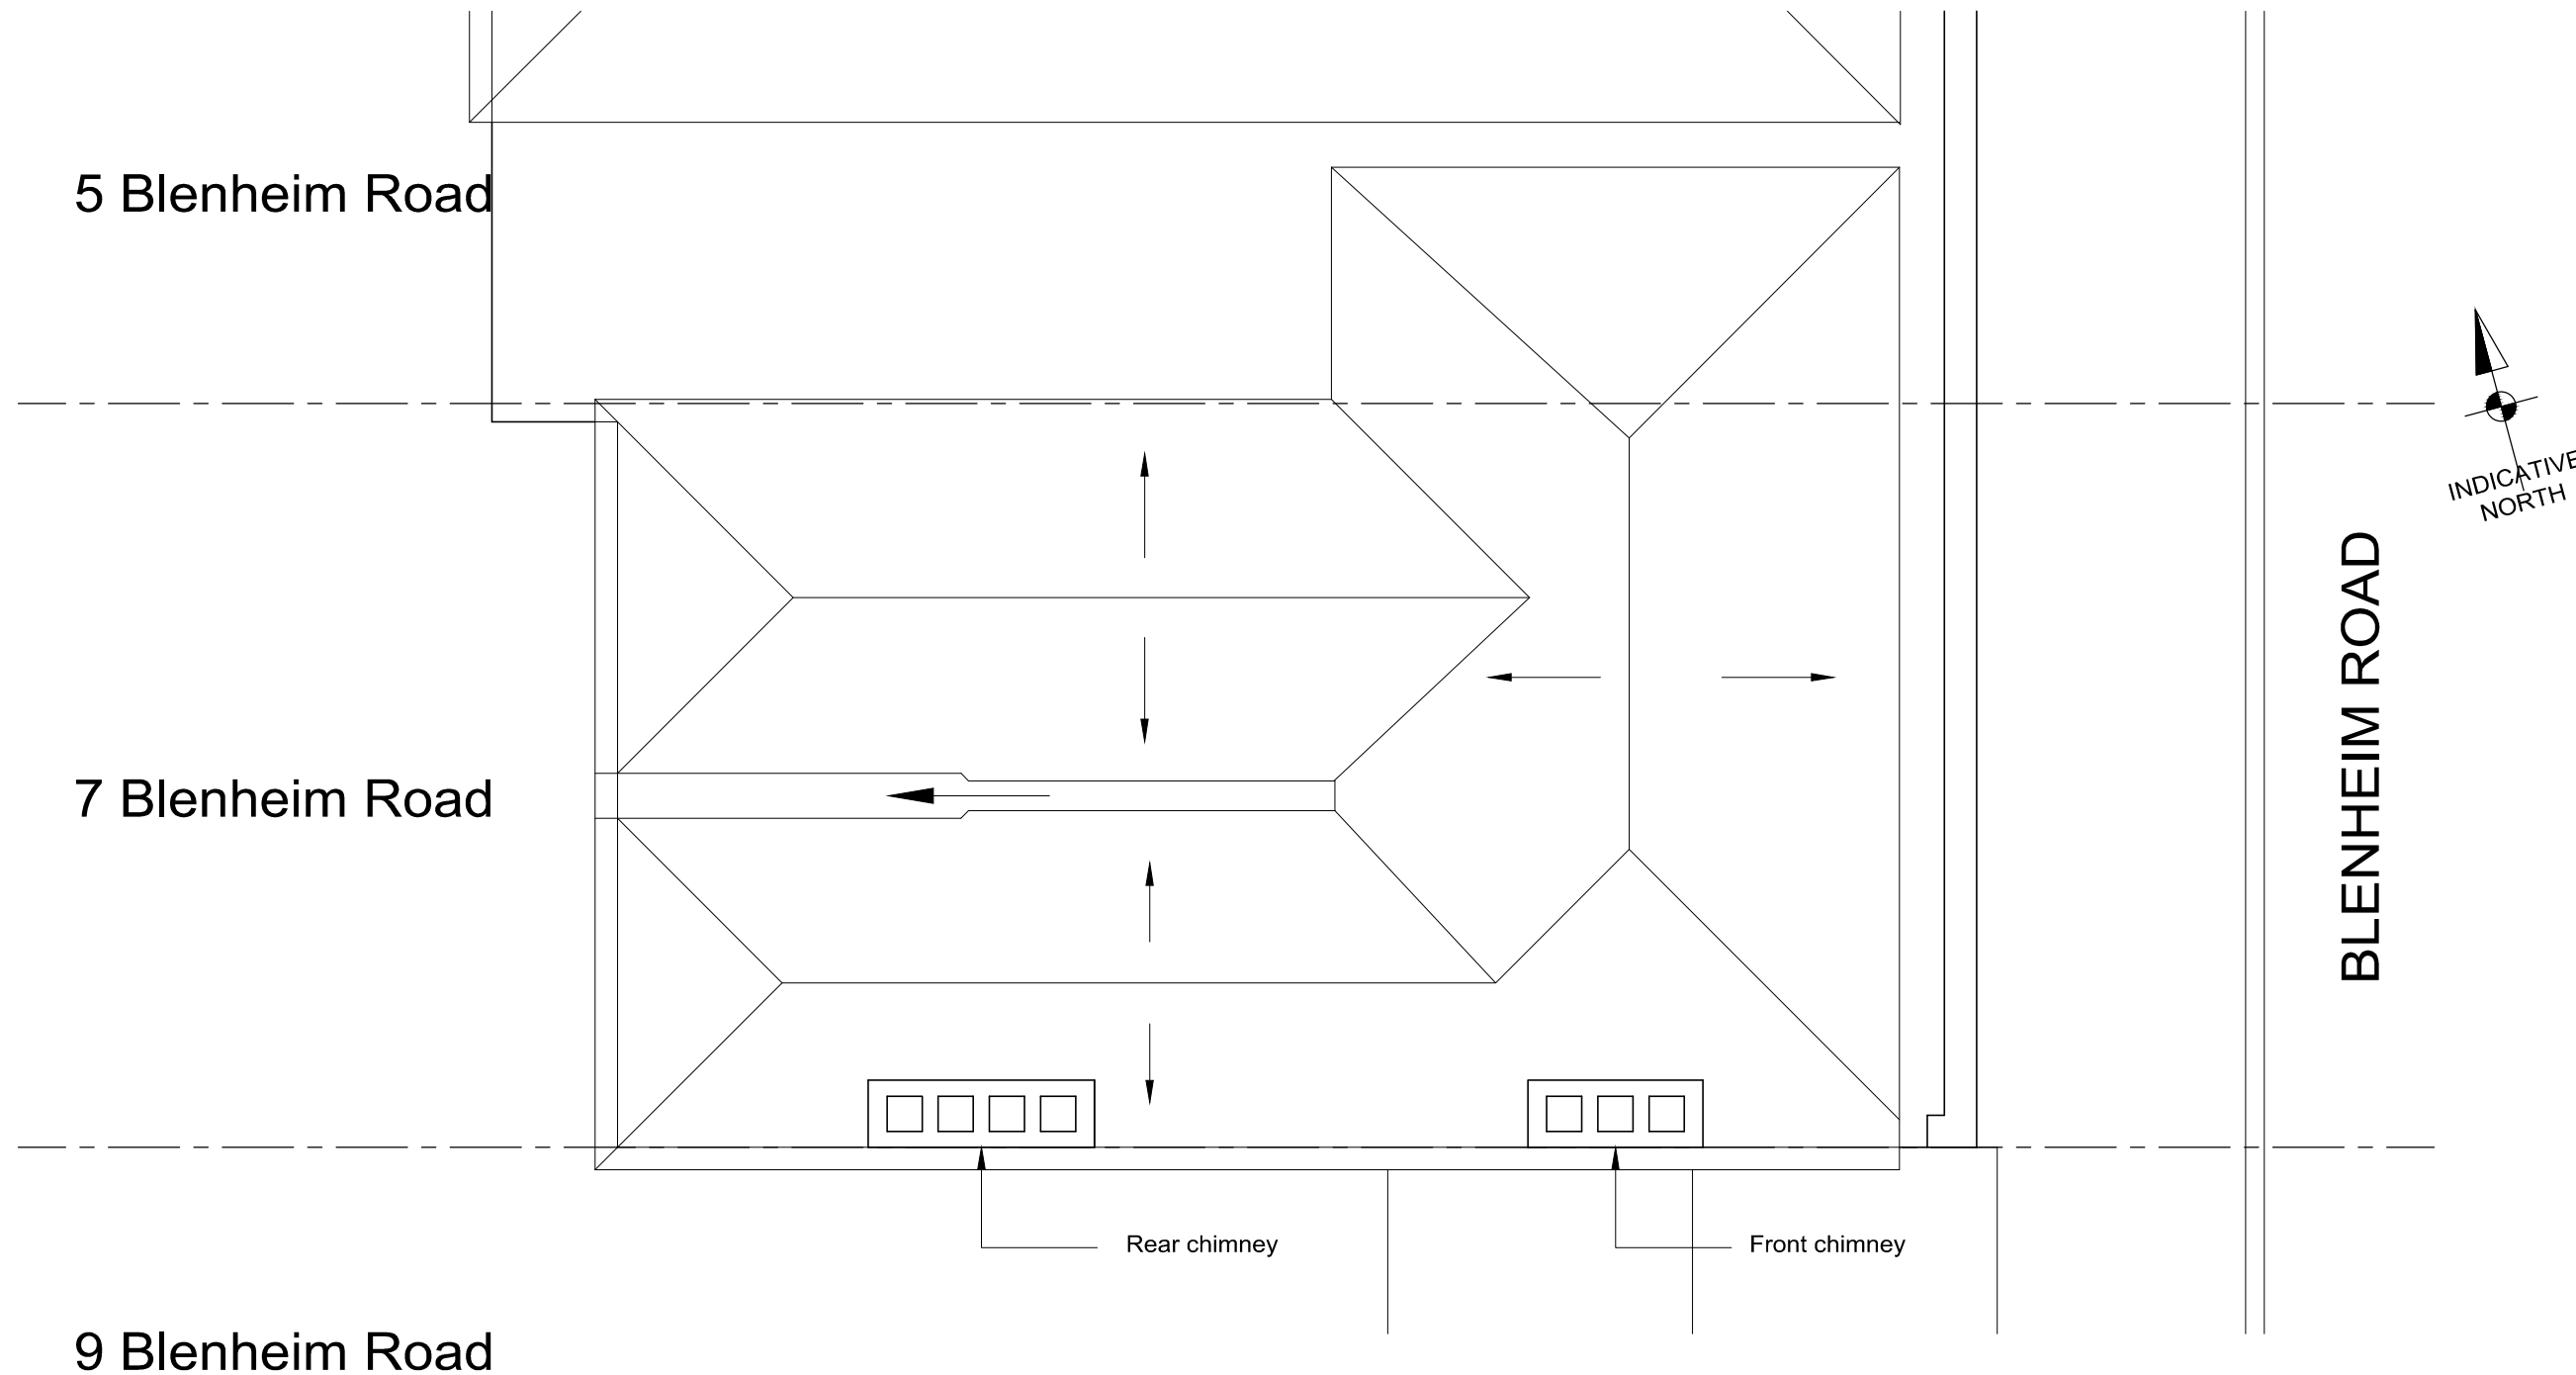 5 Blenheim Road
INDICATIVE
NORTH
BLENHEIM ROAD
7 Blenheim Road
Rear chimney
Front chimney
9 Blenheim Road